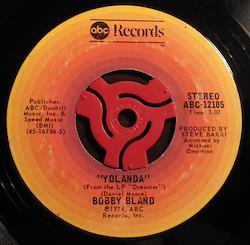 abc Records
Publisher:
ABC/Dunhill
Music, Inc. &
Speed Music
(BMI)
(45-16786-S)
STEREO
ABC-12105
Time: 3:07
PRODUCED BY
STEVE BARRI
Arranged by
Michael
Omartian
"YOLANDA"
(From the LP "Dreamer")
(Daniel Moore)
BOBBY BLAND
©1974, ABC
Records, Inc.